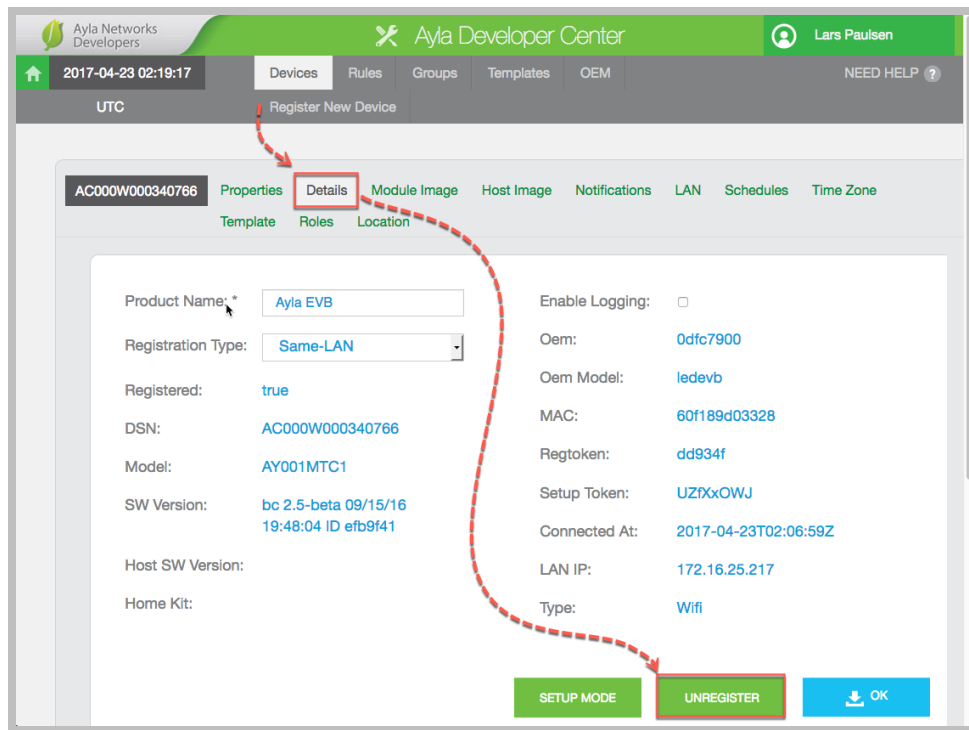 Ayla Networks
Developers
Ayla Developer Center
Lars Paulsen
2017-04-23 02:19:17
UTC
Devices Rules Groups Templates OEM
NEED HELP ?
Register New Device
AC000W000340766 Properties Details Module Image Host Image Notifications LAN Schedules Time Zone
Template Roles Location
Product Name: * Ayla EVB
Registration Type: Same-LAN
Registered: true
DSN: AC000W000340766
Model: AY001MTC1
SW Version: bc 2.5-beta 09/15/16
19:48:04 ID efb9f41
Host SW Version:
Home Kit:
Enable Logging:
Oem: 0dfc7900
Oem Model: ledevb
MAC: 60f189d03328
Regtoken: dd934f
Setup Token: UZfXxOWJ
Connected At: 2017-04-23T02:06:59Z
LAN IP: 172.16.25.217
Type: Wifi
SETUP MODE UNREGISTER OK